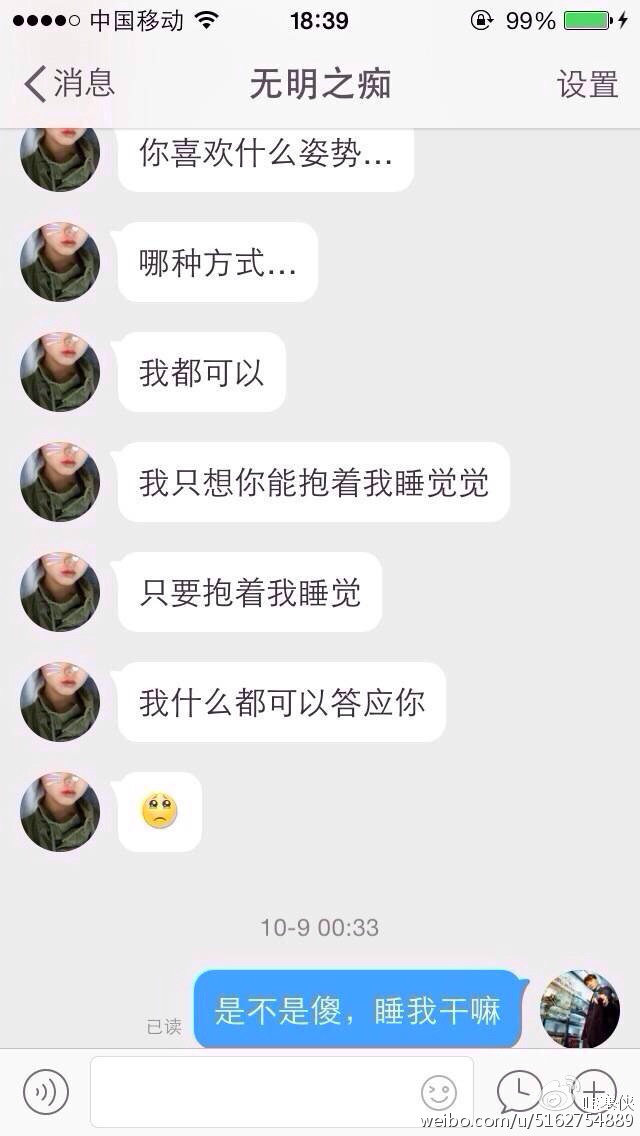 中国移动 18:39 99%
消息 无明之痴 设置
你喜欢什么姿势...
哪种方式...
我都可以
我只想你能抱着我睡觉觉
只要抱着我睡觉
我什么都可以答应你
10-9 00:33
已读 是不是傻，睡我干嘛
weibo.com/u/5162754889